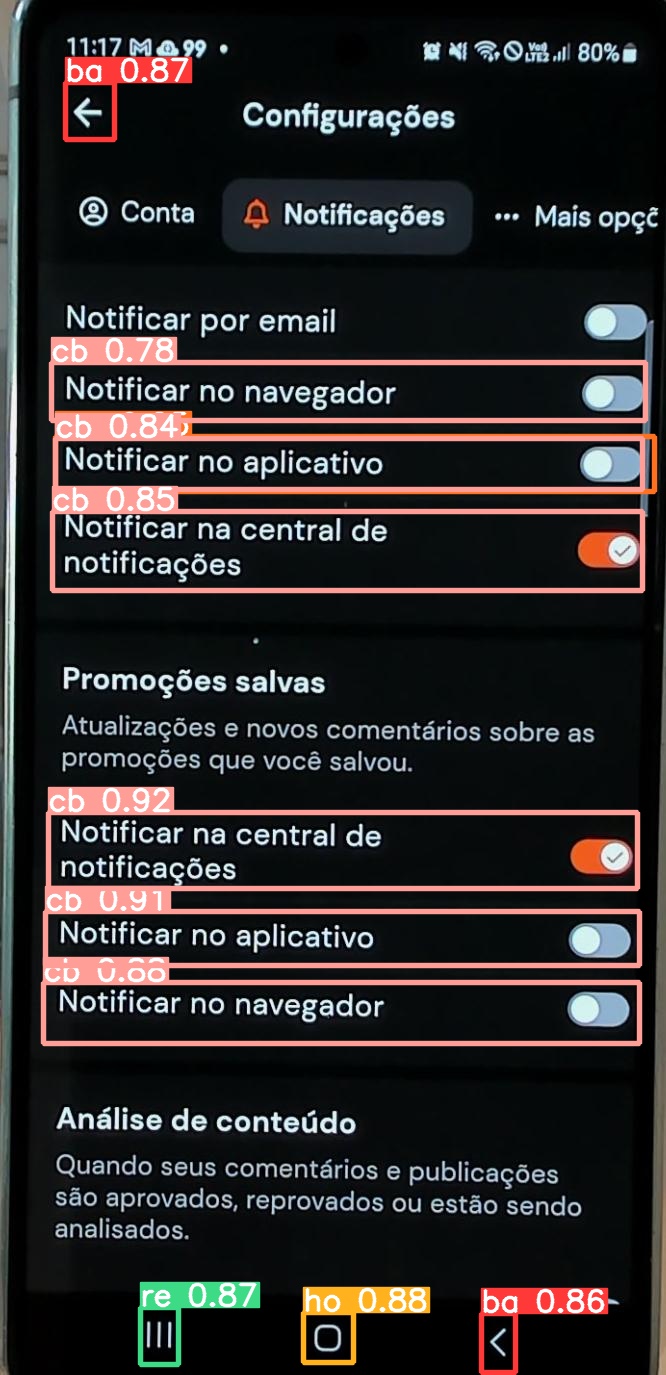 11:17 99
Vo)) LTE2 80%
ba 0.87
Configurações
Conta Notificações Mais opçõ
Notificar por email
cb 0.78
Notificar no navegador
cb 0.84
Notificar no aplicativo
cb 0.85
Notificar na central de
notificações
Promoções salvas
Atualizações e novos comentários sobre as
promoções que você salvou.
cb 0.92
Notificar na central de
notificações
cb 0.91
Notificar no aplicativo
cb 0.88
Notificar no navegador
Análise de conteúdo
Quando seus comentários e publicações
são aprovados, reprovados ou estão sendo
analisados.
re 0.87 ho 0.88 ba 0.86